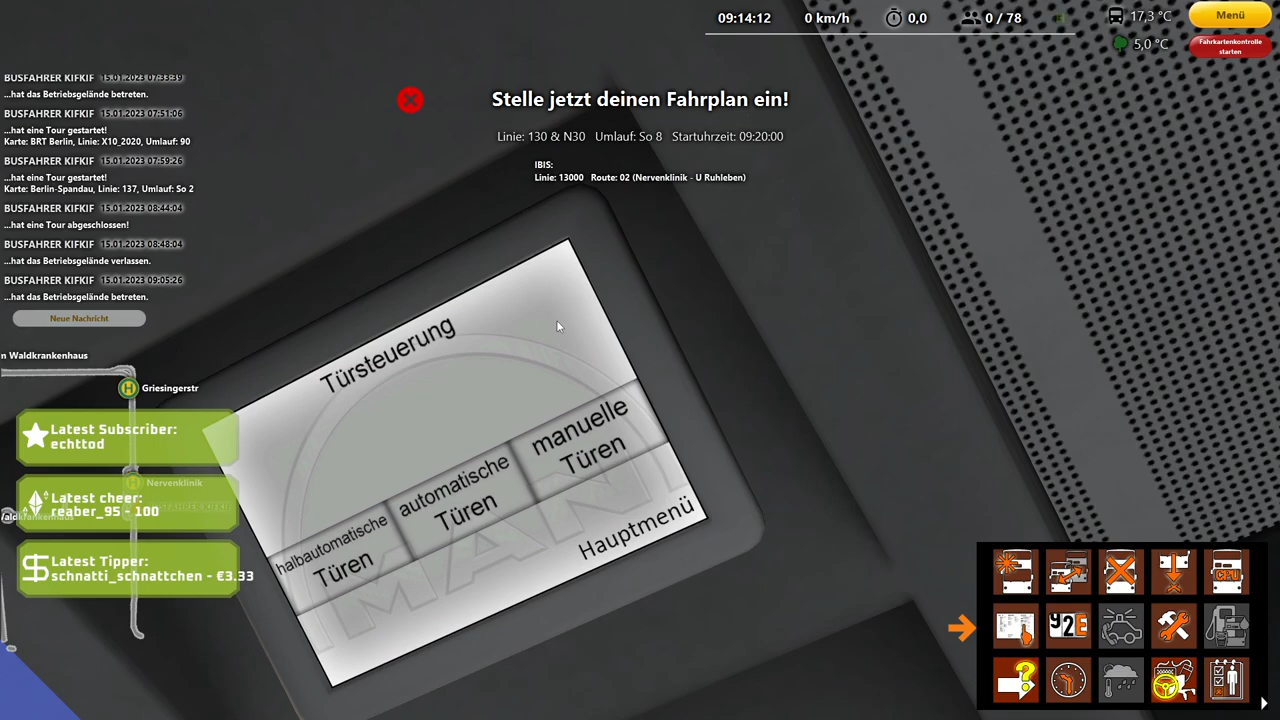 09:14:12 0 km/h 0,0 0 / 78 17,3 °C Menü
5,0 °C Fahrkartenkontrolle
starten
Stelle jetzt deinen Fahrplan ein!
Linie: 130 & N30 Umlauf: So 8 Startuhrzeit: 09:20:00
IBIS:
Linie: 13000 Route: 02 (Nervenklinik - U Ruhleben)
BUSFAHRER KIFKIF 15.01.2023 07:33:39
...hat das Betriebsgelände betreten.
BUSFAHRER KIFKIF 15.01.2023 07:51:06
...hat eine Tour gestartet!
Karte: BRT Berlin, Linie: X10_2020, Umlauf: 90
BUSFAHRER KIFKIF 15.01.2023 07:59:26
...hat eine Tour gestartet!
Karte: Berlin-Spandau, Linie: 137, Umlauf: So 2
BUSFAHRER KIFKIF 15.01.2023 08:44:04
...hat eine Tour abgeschlossen!
BUSFAHRER KIFKIF 15.01.2023 08:48:04
...hat das Betriebsgelände verlassen.
BUSFAHRER KIFKIF 15.01.2023 09:05:26
...hat das Betriebsgelände betreten.
Neue Nachricht
n Waldkrankenhaus
H Griesingerstr
Latest Subscriber:
echttod
H Nervenklinik
Latest cheer:
reaber_95 - 100
Latest Tipper:
schnatti_schnattchen - €3.33
Türsteuerung
halbautomatische
Türen
automatische
Türen
manuelle
Türen
Hauptmenü
MAN
CPU
92E
?